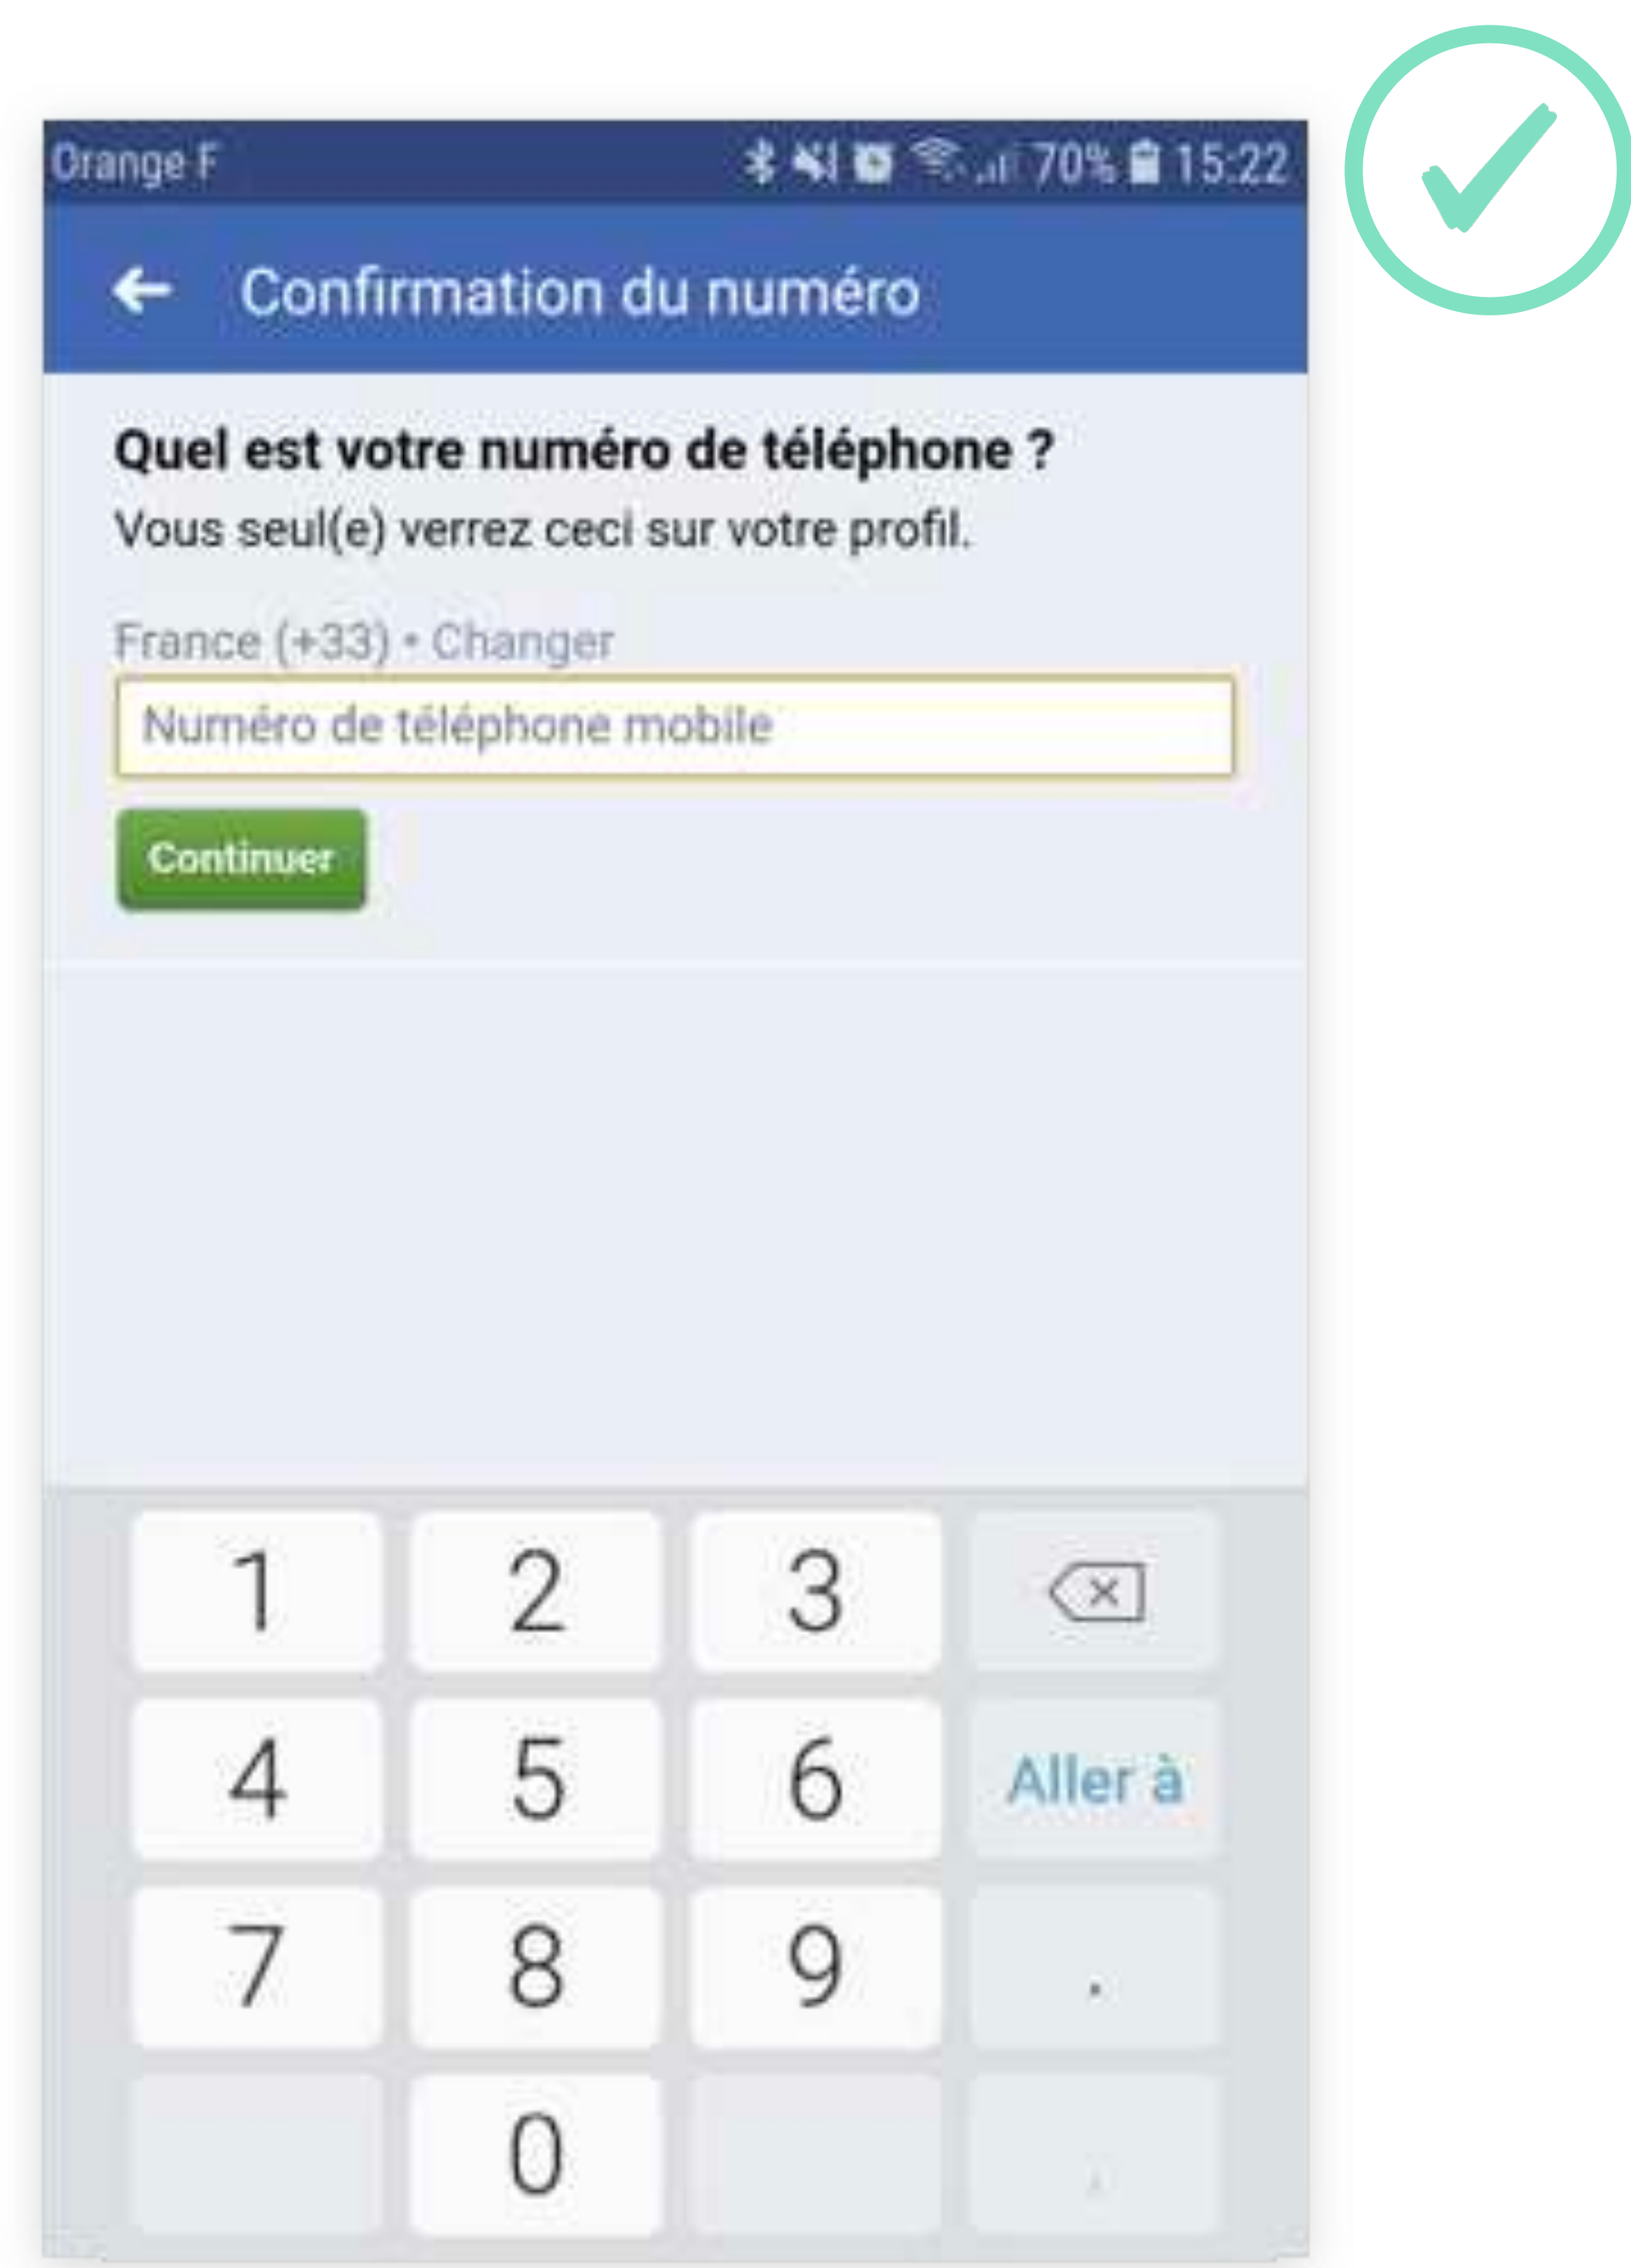 Orange F 70% 15:22
Confirmation du numéro
Quel est votre numéro de téléphone ?
Vous seul(e) verrez ceci sur votre profil.
France (+33) • Changer
Numéro de téléphone mobile
Continuer
1 2 3
4 5 6 Aller à
7 8 9 .
0 ,